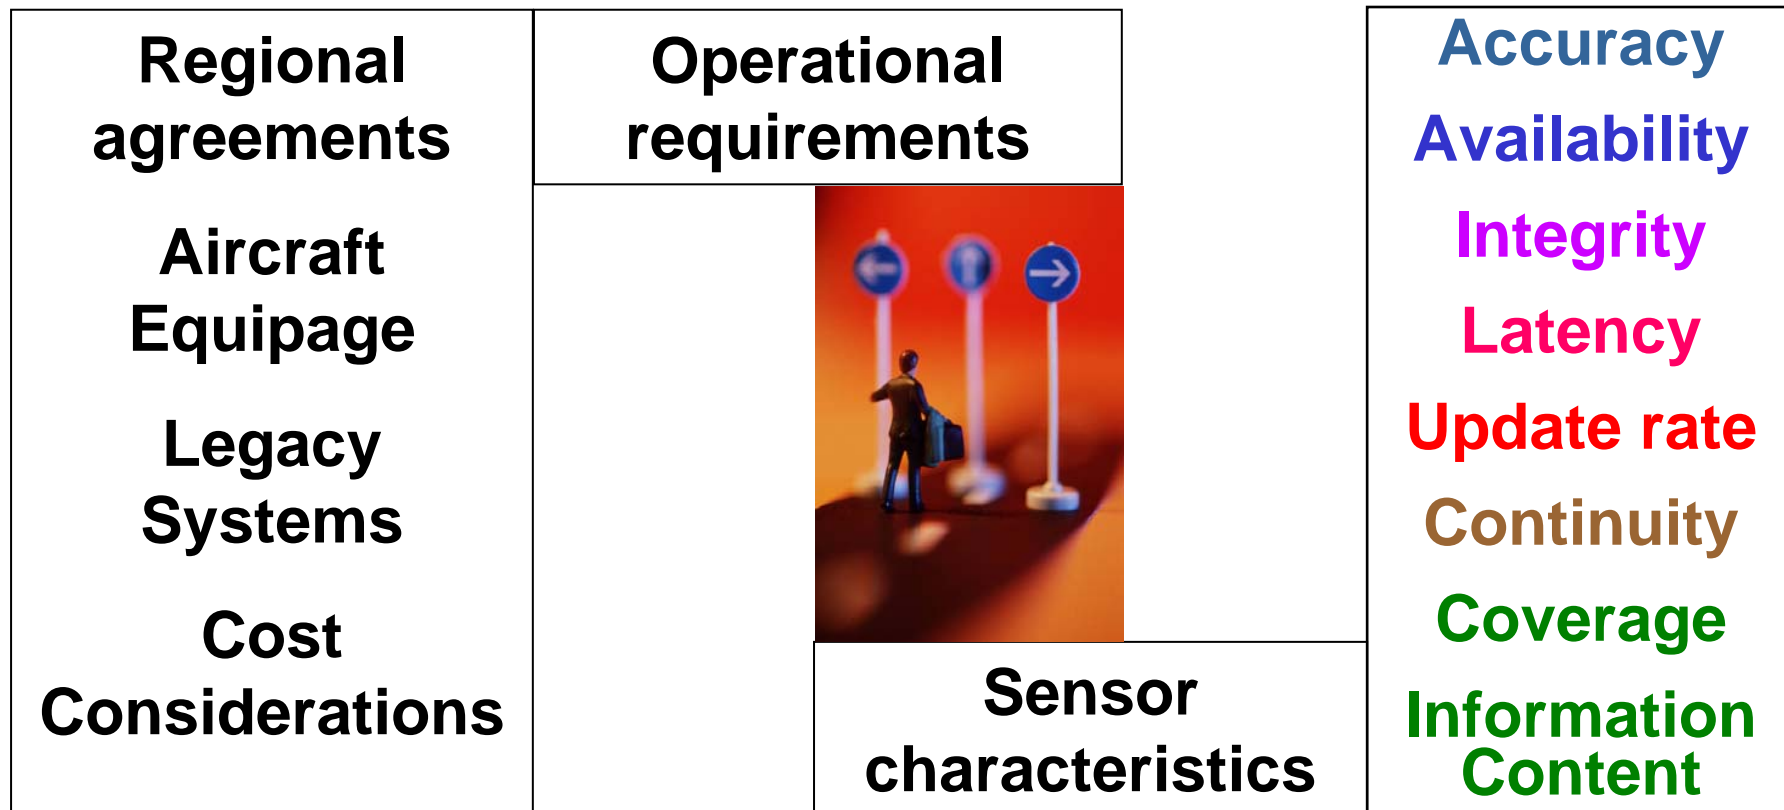 Regional
agreements
Aircraft
Equipage
Legacy
Systems
Cost
Considerations
Operational
requirements
Sensor
characteristics
Accuracy
Availability
Integrity
Latency
Update rate
Continuity
Coverage
Information
Content